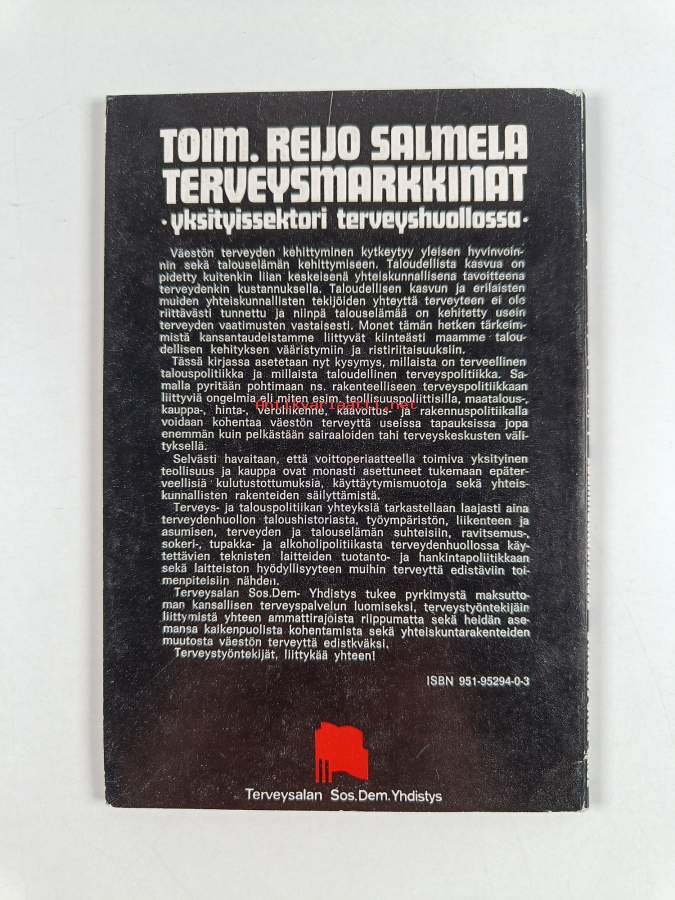 TOIM. REIJO SALMELA
TERVEYSMARKKINAT
• yksityissektori terveyshuollossa •
Väestön terveyden kehittyminen kytkeytyy yleisen hyvinvoin-
nin sekä talouselämän kehittymiseen. Taloudellista kasvua on
pidetty kuitenkin liian keskeisenä yhteiskunnallisena tavoitteena
terveydenkin kustannuksella. Taloudellisen kasvun ja erilaisten
muiden yhteiskunnallisten tekijöiden yhteyttä terveyteen ei ole
riittävästi tunnettu ja niinpä talouselämää on kehitetty usein
terveyden vaatimusten vastaisesti. Monet tämän hetken tärkeim-
mistä kansantaudeistamme liittyvät kiinteästi maamme talou-
dellisen kehityksen vääristymiin ja ristiriitaisuuksiin.
Tässä kirjassa asetetaan nyt kysymys, millaista on terveellinen
talouspolitiikka ja millaista taloudellinen terveyspolitiikka. Sa-
malla pyritään pohtimaan ns. rakenteelliseen terveyspolitiikkaan
liittyviä ongelmia eli miten esim. teollisuuspoliittisilla, maatalous-,
antikvariaatti.net
kauppa-, hinta-, vero-, liikenne-, kaavoitus- ja rakennuspolitiikalla
voidaan kohentaa väestön terveyttä useissa tapauksissa jopa
enemmän kuin pelkästään sairaaloiden tahi terveyskeskusten väli-
tyksellä.
Selvästi havaitaan, että voittoperiaatteella toimiva yksityinen
teollisuus ja kauppa ovat monasti asettuneet tukemaan epäter-
veellisiä kulutustottumuksia, käyttäytymismuotoja sekä yhteis-
kunnallisten rakenteiden säilyttämistä.
Terveys- ja talouspolitiikan yhteyksiä tarkastellaan laajasti aina
terveydenhuollon taloushistoriasta, työympäristön, liikenteen ja
asumisen, terveyden ja talouselämän suhteisiin, ravitsemus-,
sokeri-, tupakka- ja alkoholipolitiikasta terveydenhuollossa käy-
tettävien teknisten laitteiden tuotanto- ja hankintapolitiikkaan
sekä laitteiston hyödyllisyyteen muihin terveyttä edistäviin toi-
menpiteisiin nähden.
Terveysalan Sos.Dem- Yhdistys tukee pyrkimystä maksutto-
man kansallisen terveyspalvelun luomiseksi, terveystyöntekijäin
liittymistä yhteen ammattirajoista riippumatta sekä heidän ase-
mansa kaikenpuolista kohentamista sekä yhteiskuntarakenteiden
muutosta väestön terveyttä edistkväksi.
Terveystyöntekijät, liittykää yhteen!
ISBN 951-95294-0-3
Terveysalan Sos.Dem.Yhdistys